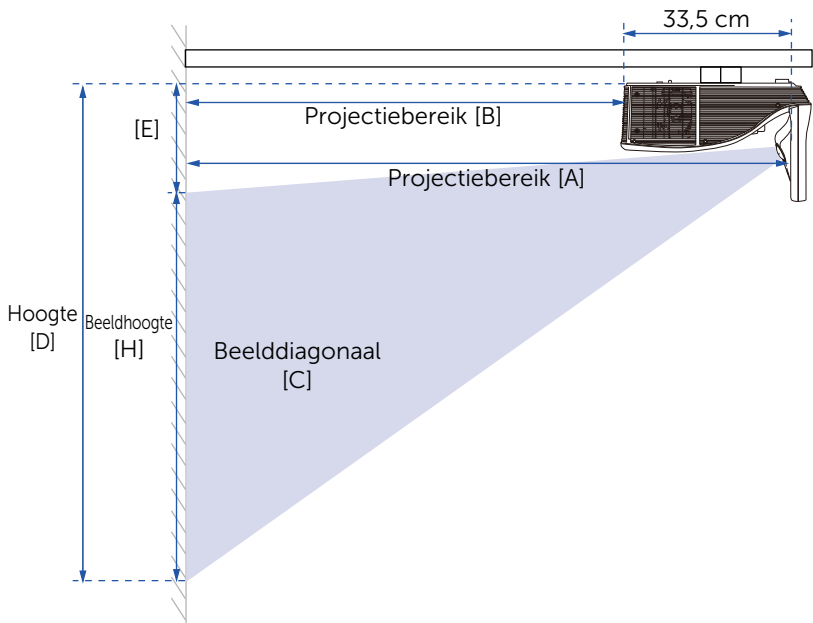 33,5 cm
Projectiebereik [B]
[E]
Projectiebereik [A]
Hoogte
[D]
Beeldhoogte
[H]
Beelddiagonaal
[C]